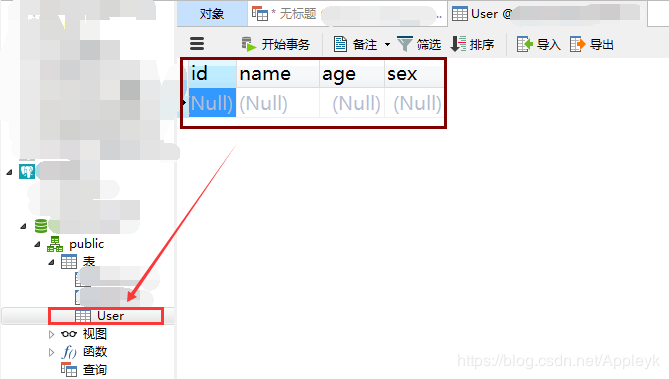 对象
* 无标题
..
User @
开始事务
备注
筛选
排序
导入
导出
id name age sex
(Null) (Null) (Null) (Null)
public
表
User
视图
函数
查询
f()
https://blog.csdn.net/Appleyk